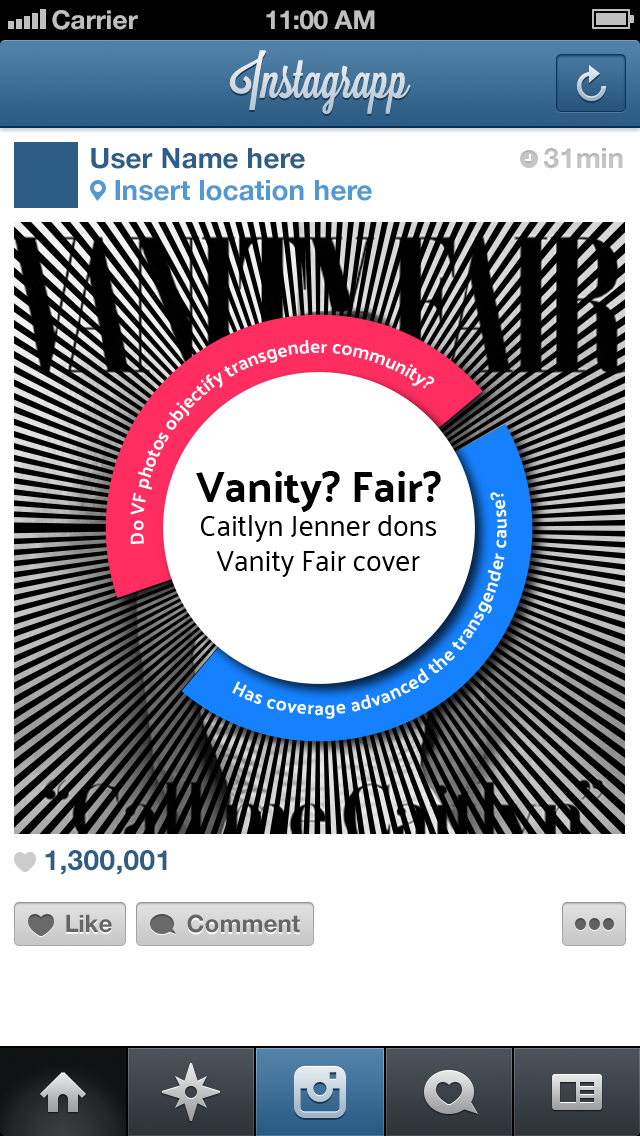 Carrier
11:00 AM
Instagrapp
User Name here
31min
Insert location here
VANITY FAIR
Do VF photos objectify transgender community?
Vanity? Fair?
Caitlyn Jenner dons
Vanity Fair cover
Has coverage advanced the transgender cause?
“Call me Caitlyn”
1,300,001
Like
Comment